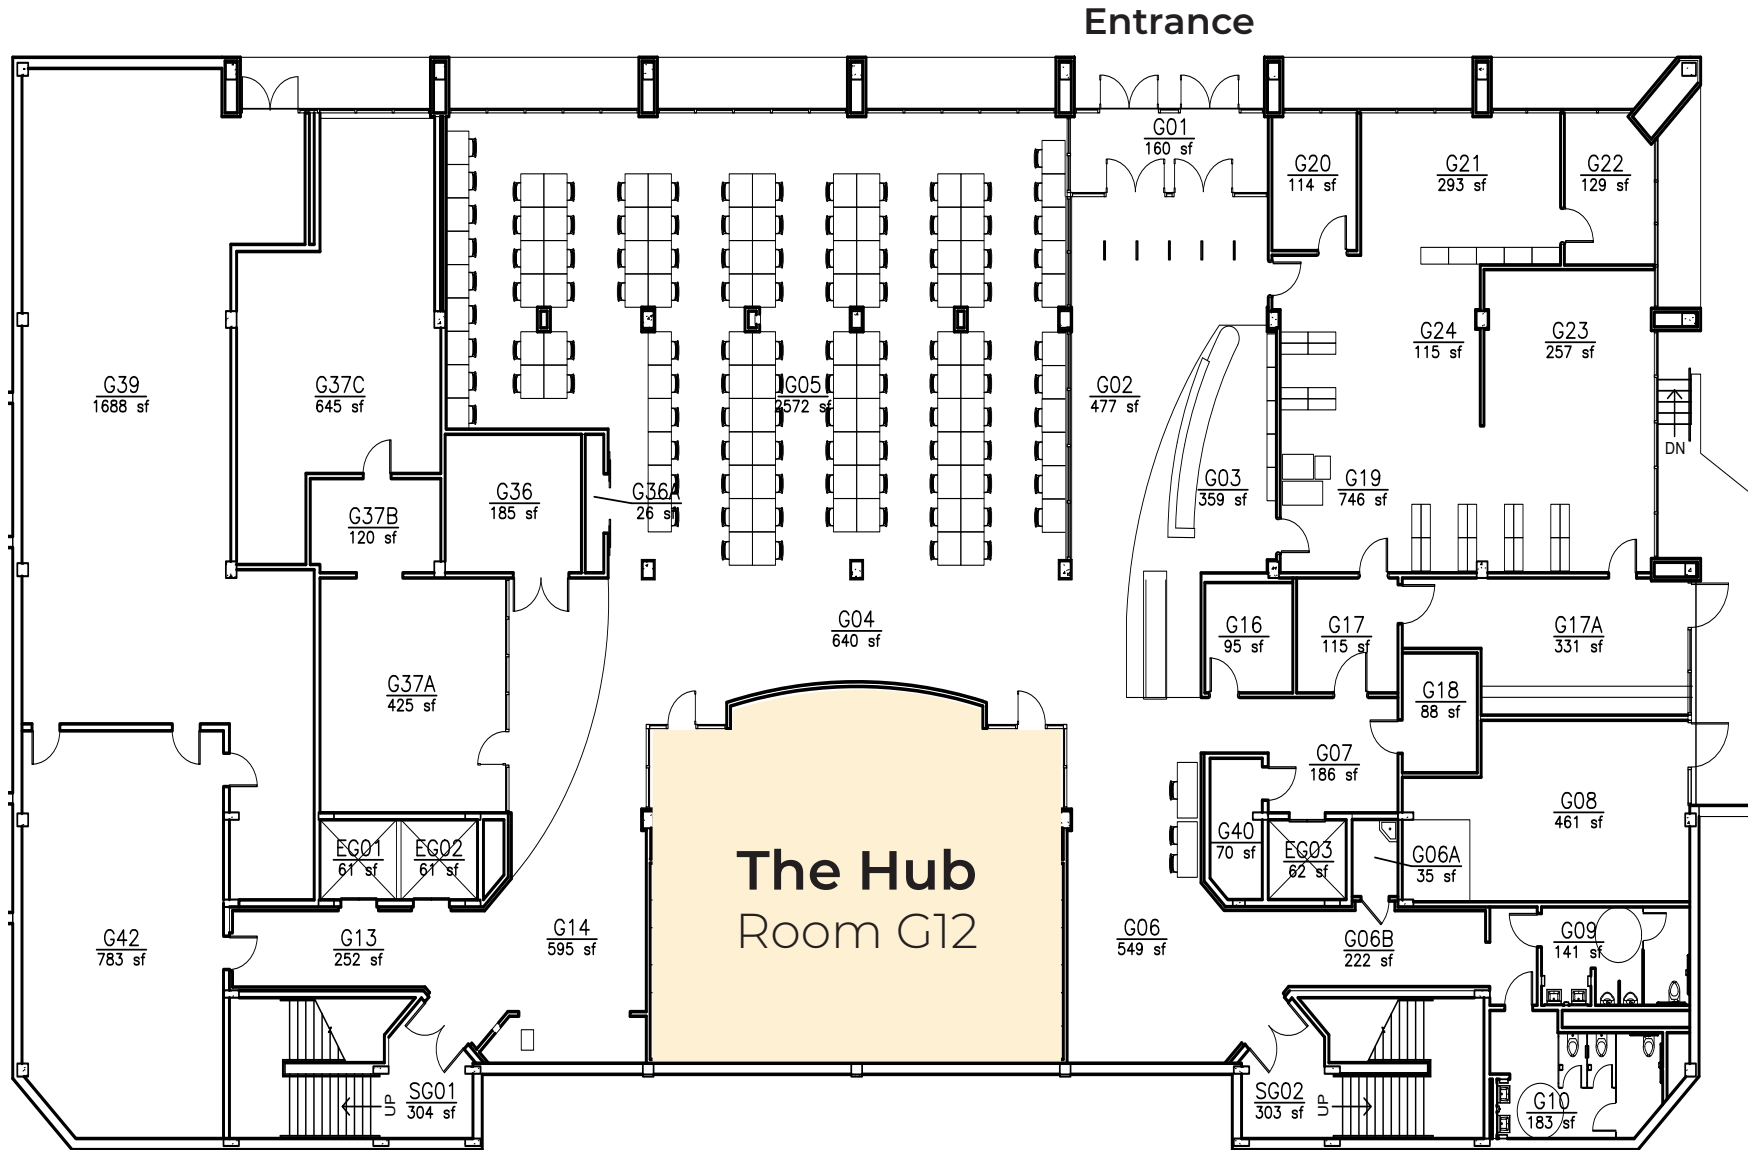 Entrance
G01
160 sf
G20
114 sf
G21
293 sf
G22
129 sf
G39
1688 sf
G37C
645 sf
G05
2572 sf
G02
477 sf
G24
115 sf
G23
257 sf
DN
G36
185 sf
G36A
26 sf
G37B
120 sf
G03
359 sf
G19
746 sf
G04
640 sf
G16
95 sf
G17
115 sf
G17A
331 sf
G37A
425 sf
G18
88 sf
G07
186 sf
G08
461 sf
EG01
61 sf
EG02
61 sf
The Hub
Room G12
G40
70 sf
EG03
62 sf
G06A
35 sf
G42
783 sf
G13
252 sf
G14
595 sf
G06
549 sf
G06B
222 sf
G09
141 sf
UP
SG01
304 sf
SG02
303 sf
UP
G10
183 sf